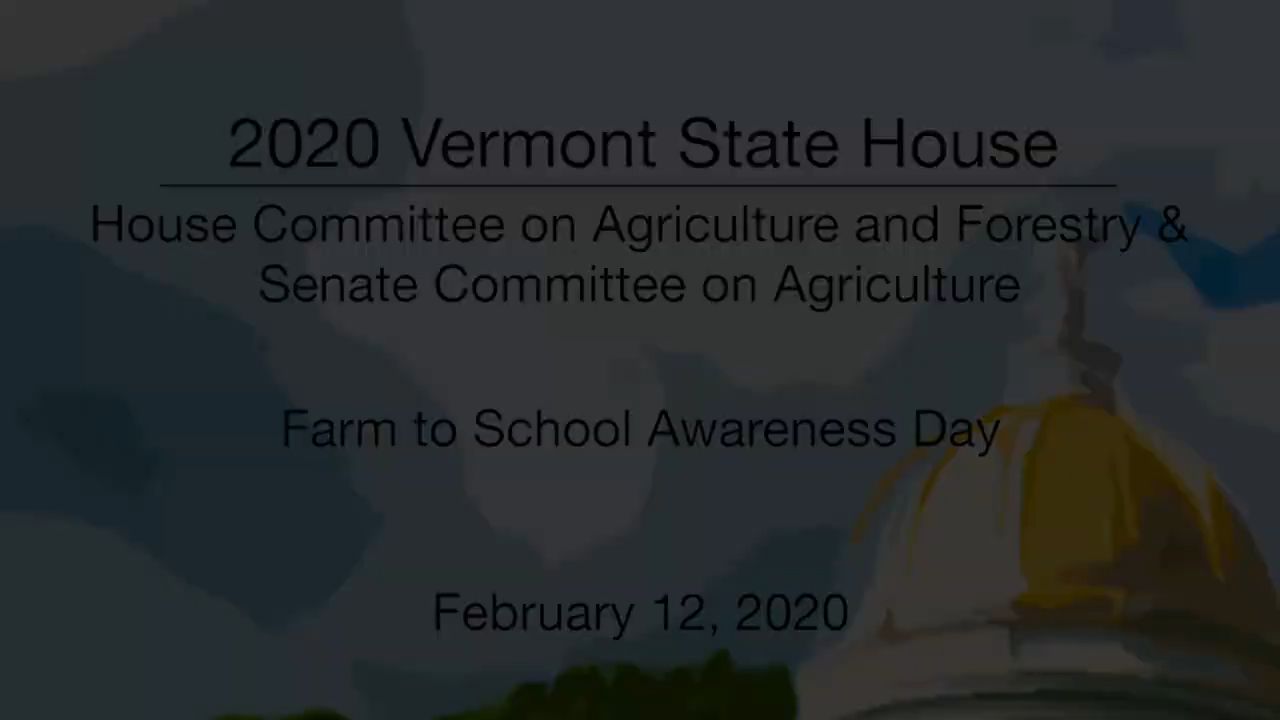 2020 Vermont State House
House Committee on Agriculture and Forestry &
Senate Committee on Agriculture
Farm to School Awareness Day
February 12, 2020